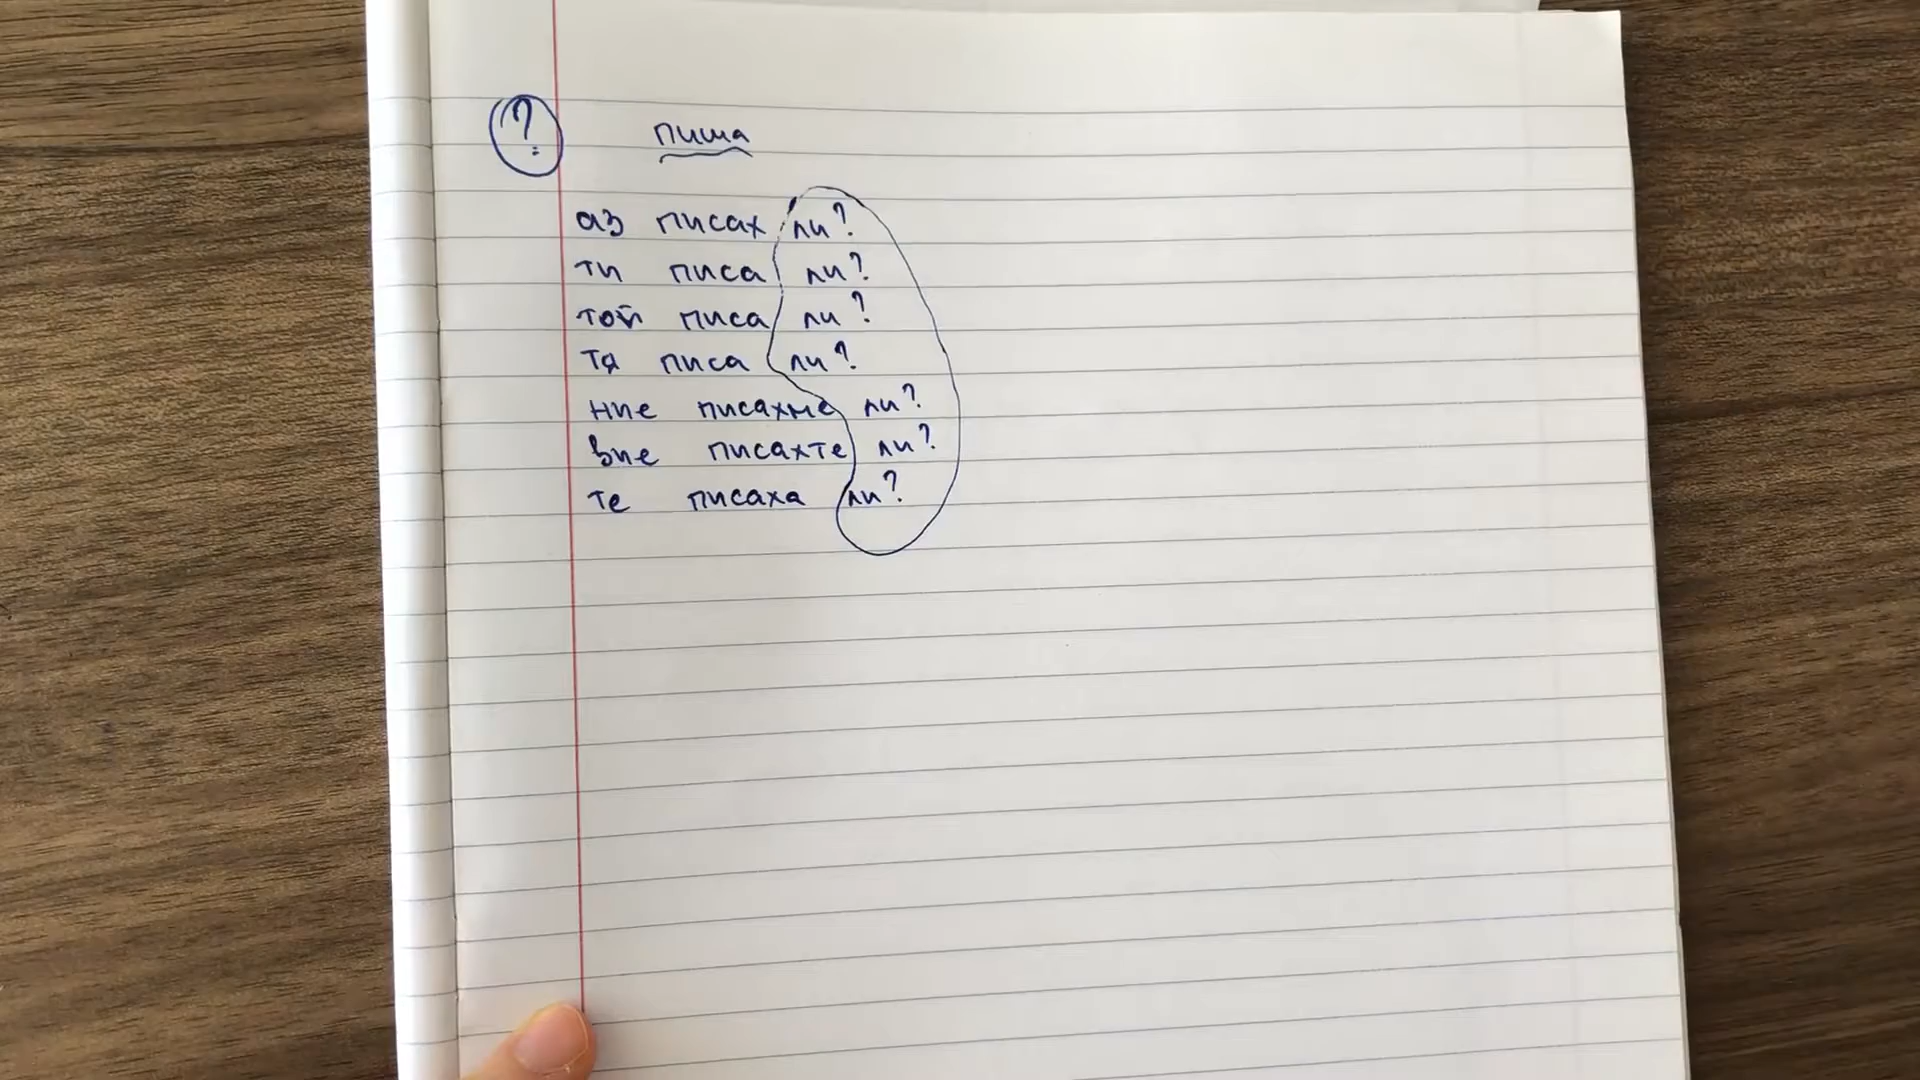 ? пиша
аз писах ли?
ти писа ли?
той писа ли?
тя писа ли?
ние писахме ли?
вие писахте ли?
те писаха ли?